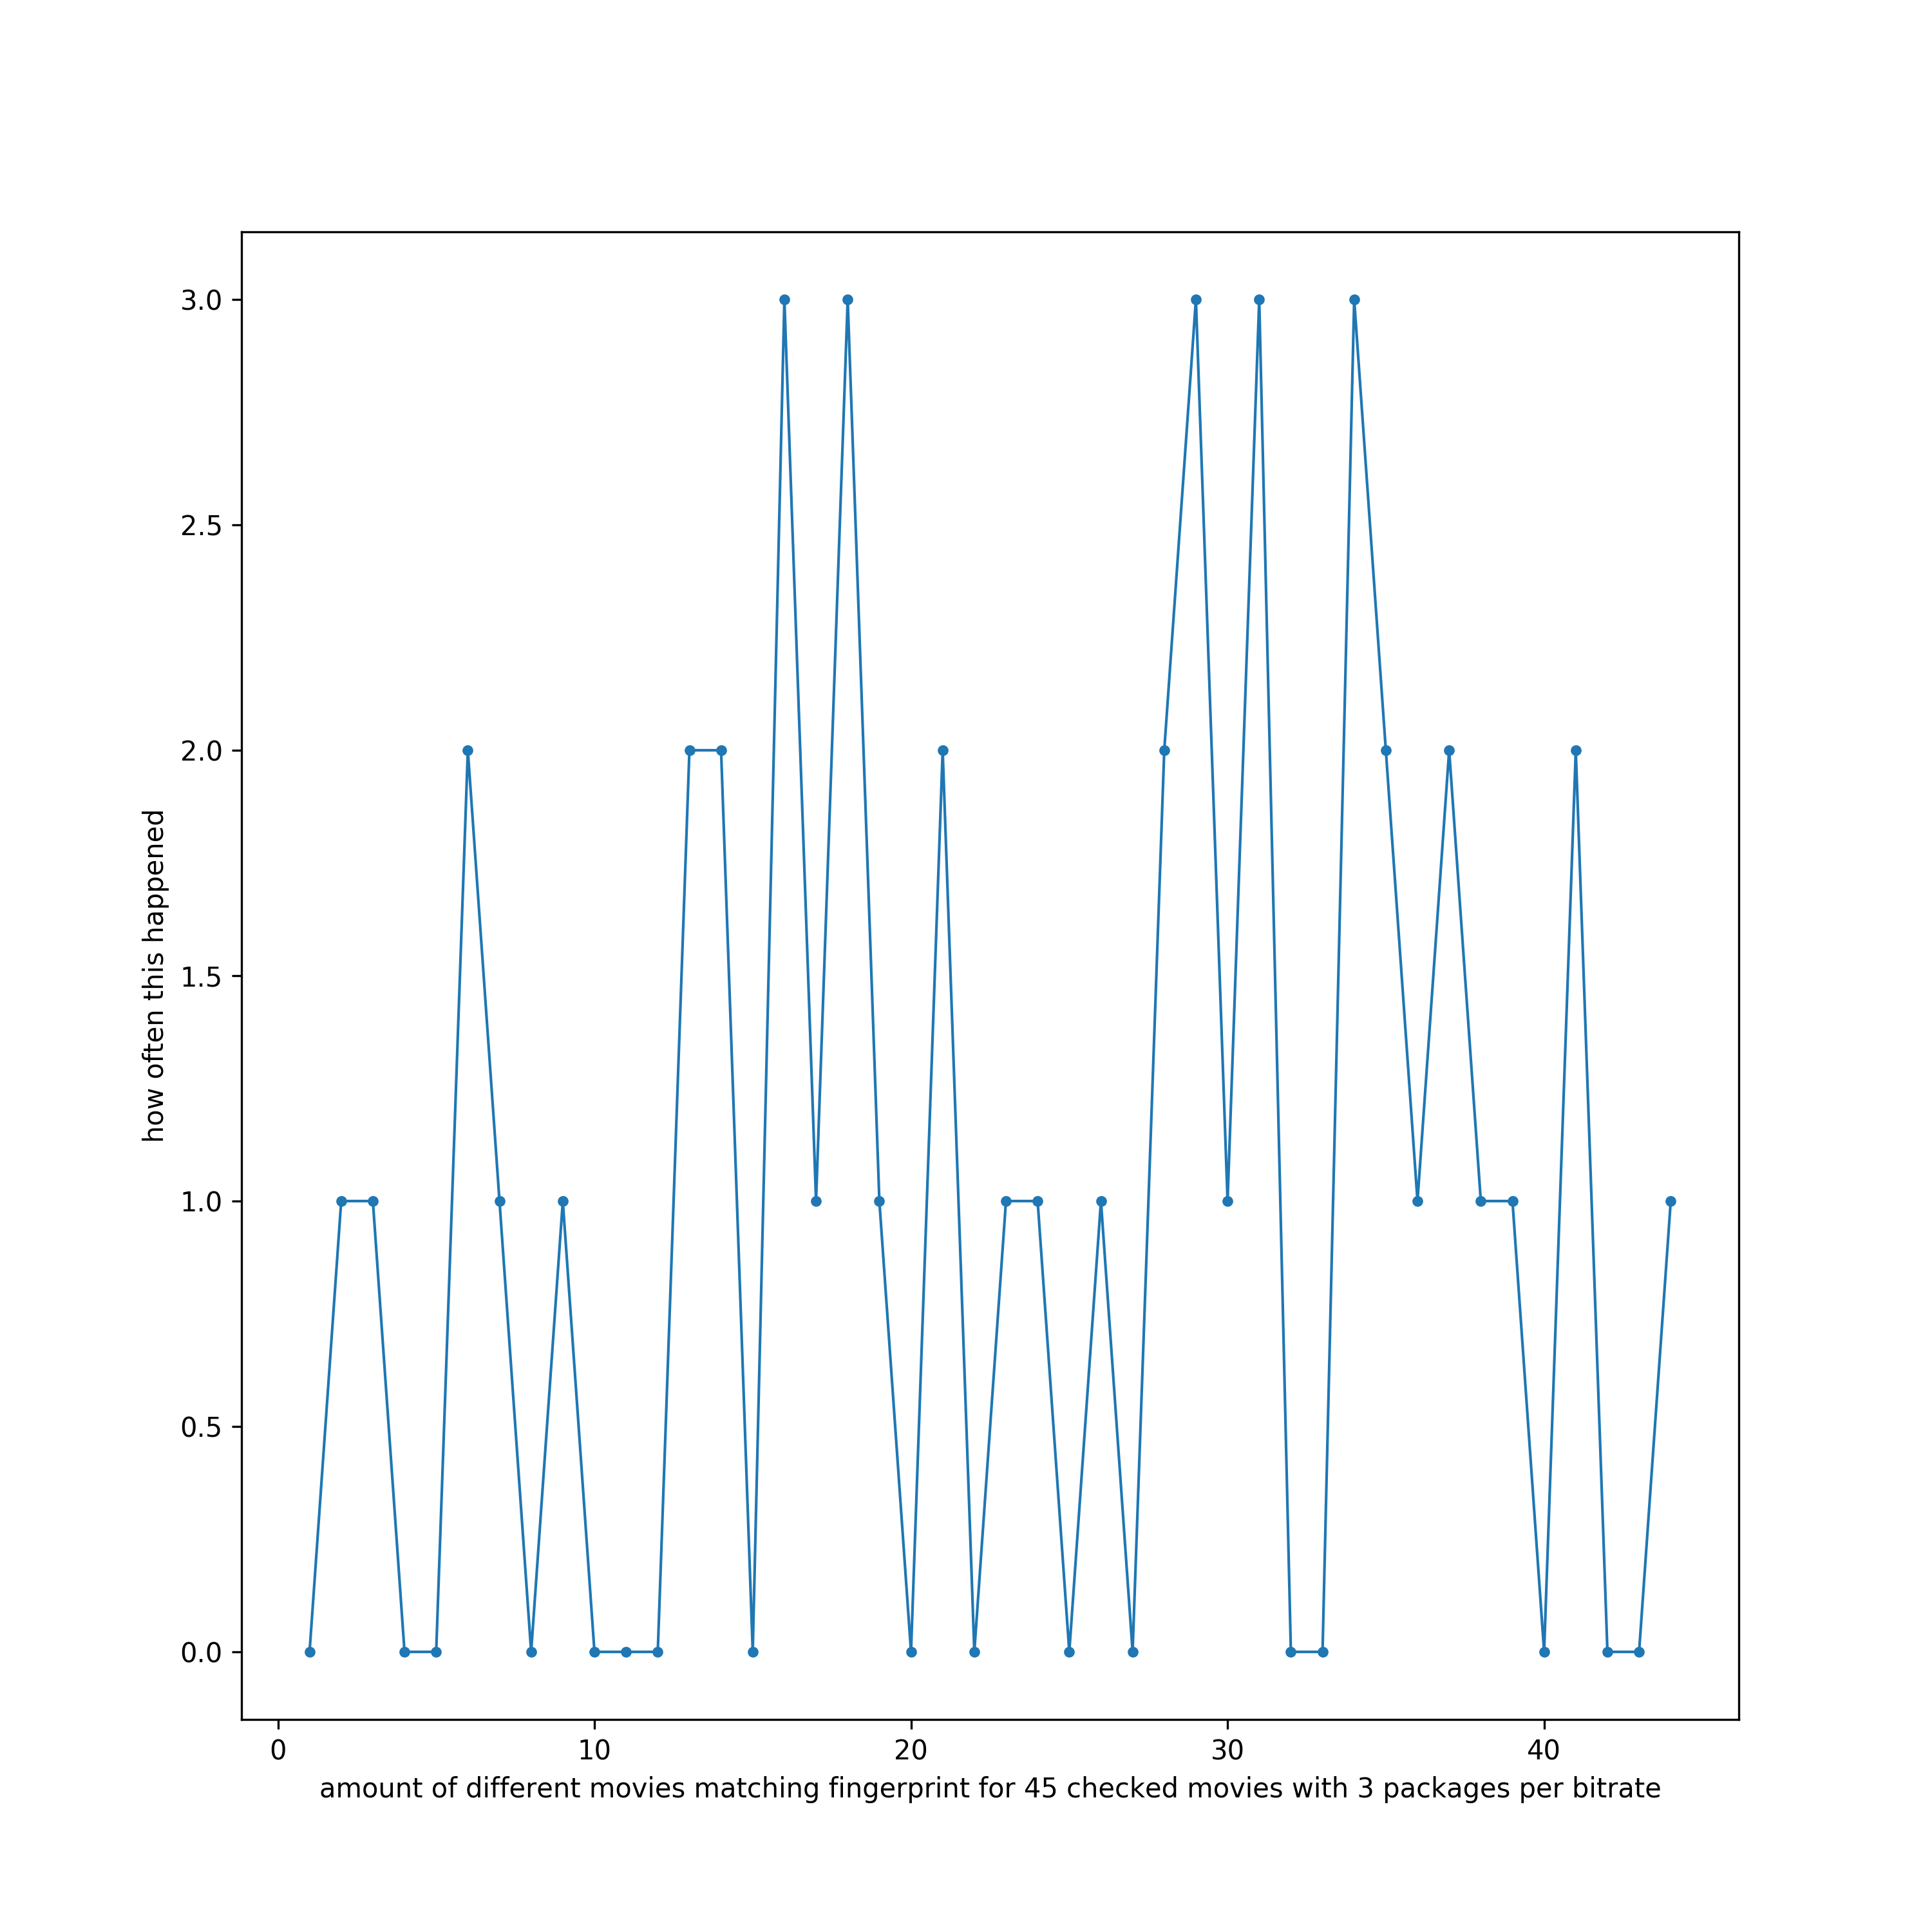 3.0
2.5
2.0
1.5
1.0
0.5
0.0
how often this happened
0 10 20 30 40
amount of different movies matching fingerprint for 45 checked movies with 3 packages per bitrate